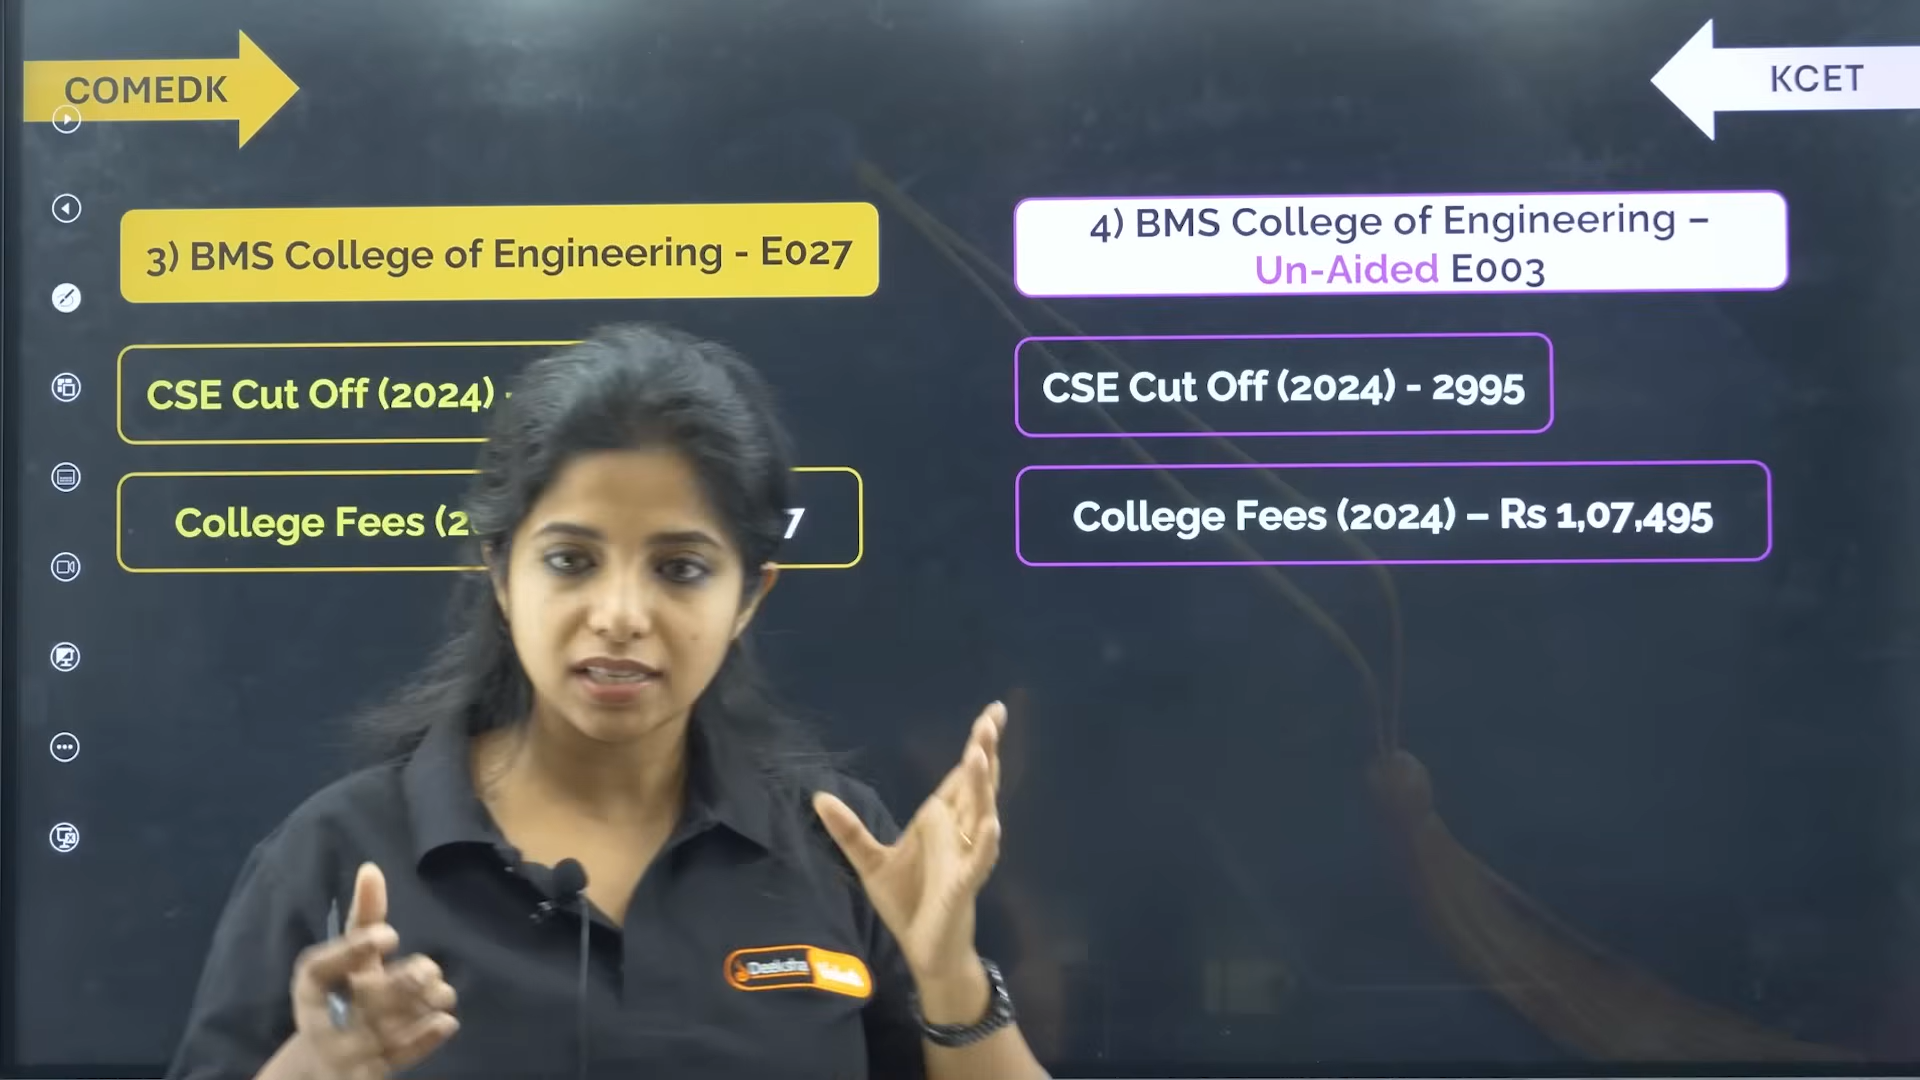 COMEDK
KCET
3) BMS College of Engineering - E027
4) BMS College of Engineering –
Un-Aided E003
CSE Cut Off (2024) -
CSE Cut Off (2024) - 2995
College Fees (2
7
College Fees (2024) – Rs 1,07,495
Deeksha